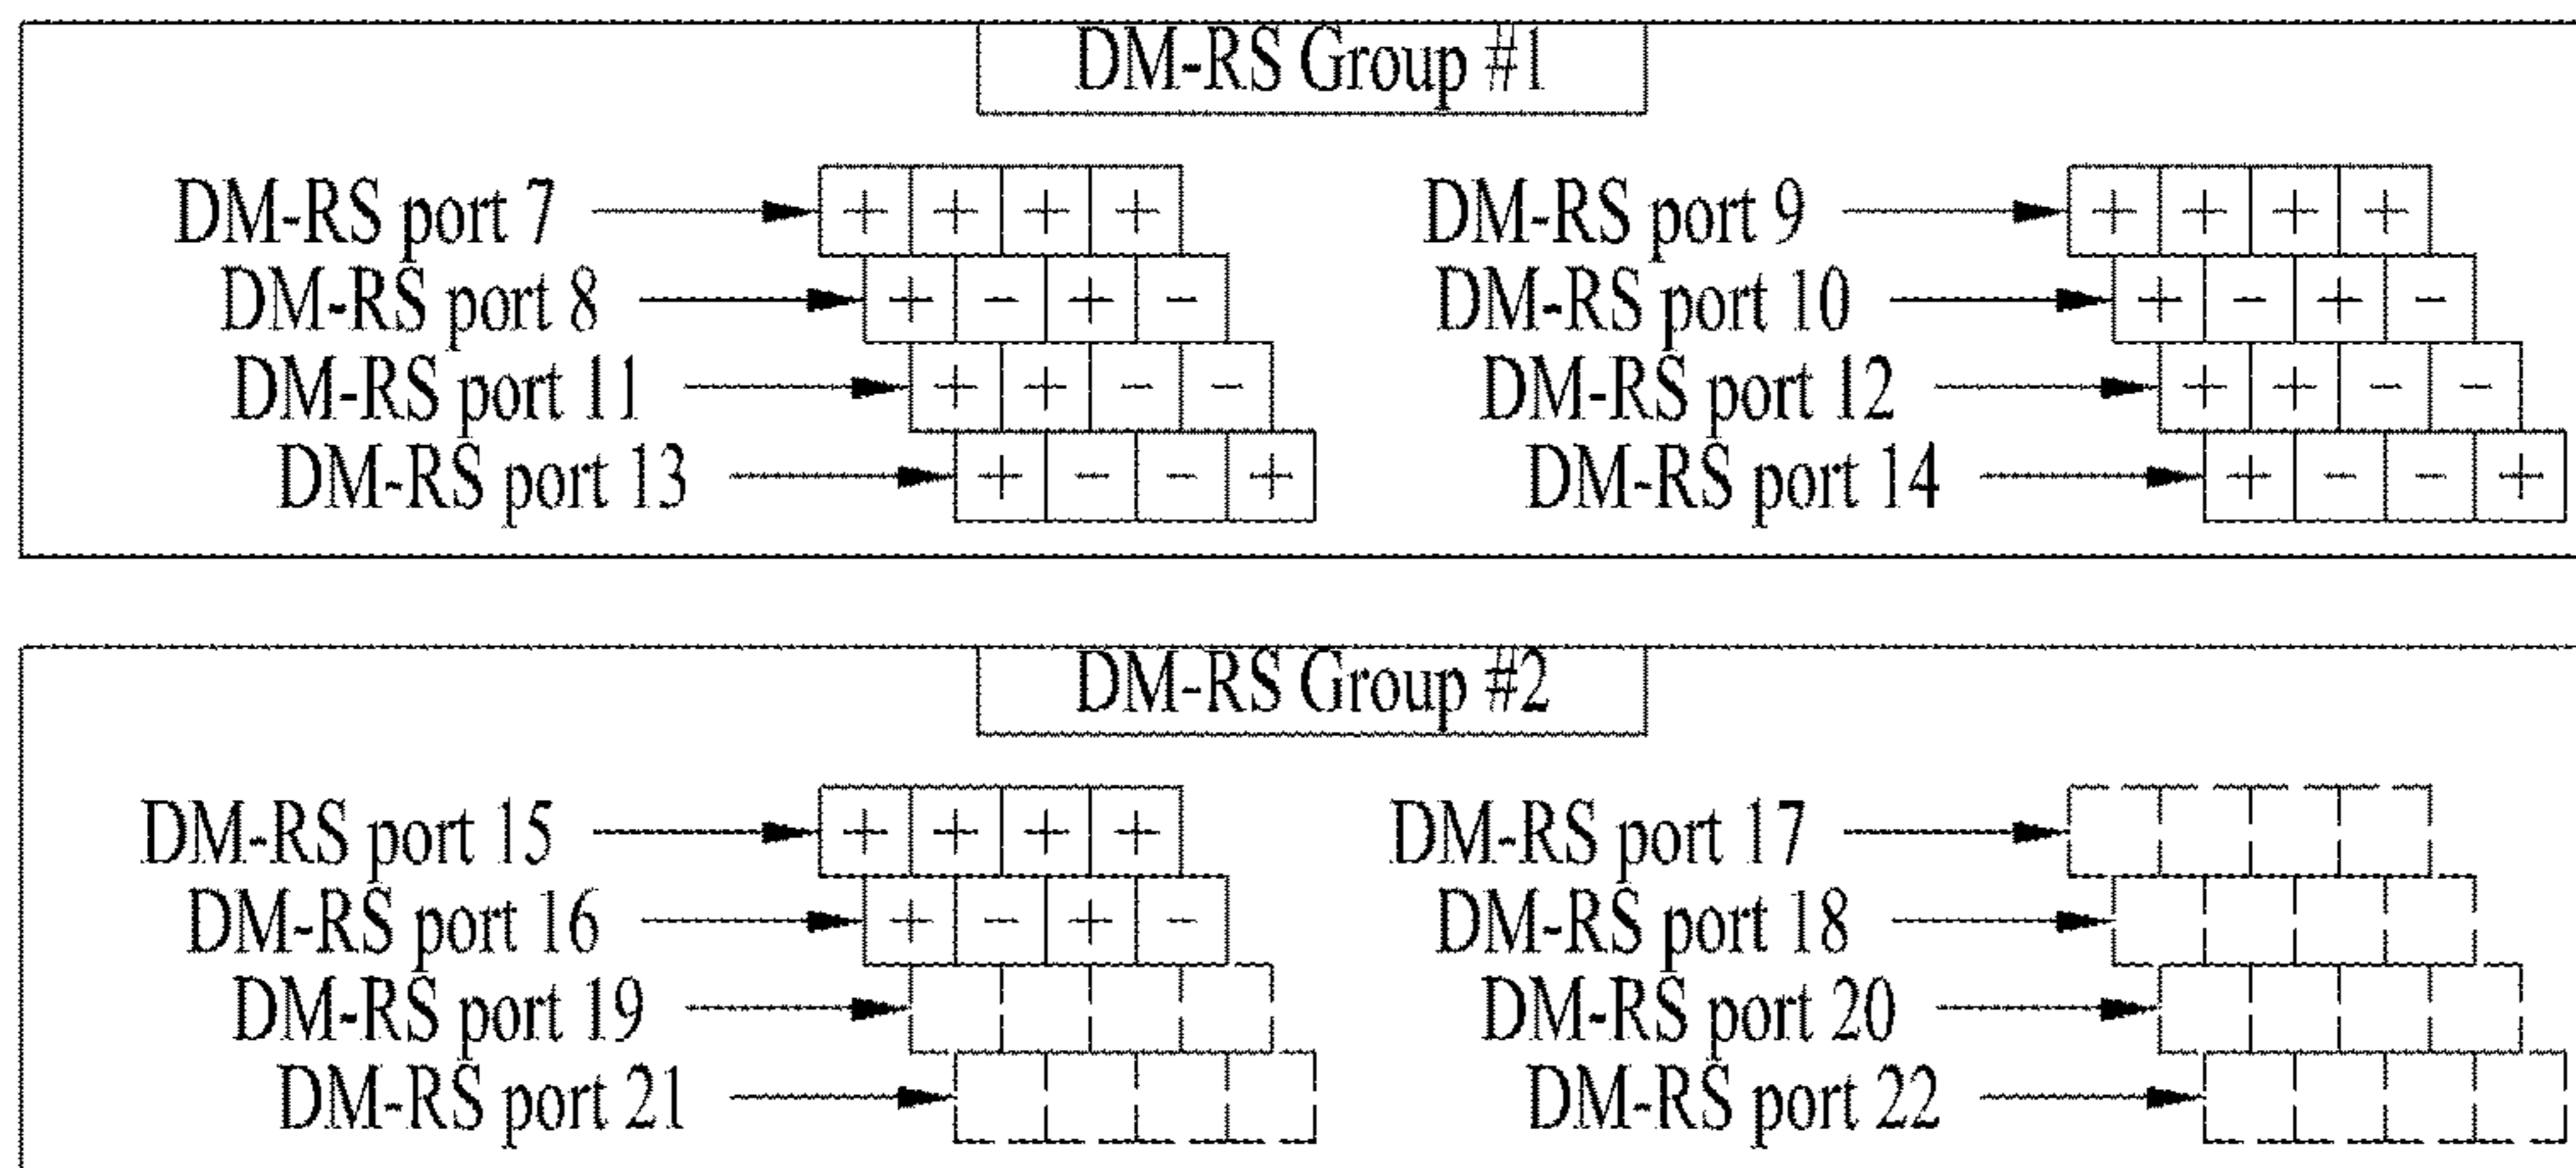 DM-RS Group #1
DM-RS port 7 + + + +
DM-RS port 8 + - + -
DM-RS port 11 + + - -
DM-RS port 13 + - - +
DM-RS port 9 + + + +
DM-RS port 10 + - + -
DM-RS port 12 + + - -
DM-RS port 14 + - - +
DM-RS Group #2
DM-RS port 15 + + + +
DM-RS port 16 + - + -
DM-RS port 19
DM-RS port 21
DM-RS port 17
DM-RS port 18
DM-RS port 20
DM-RS port 22